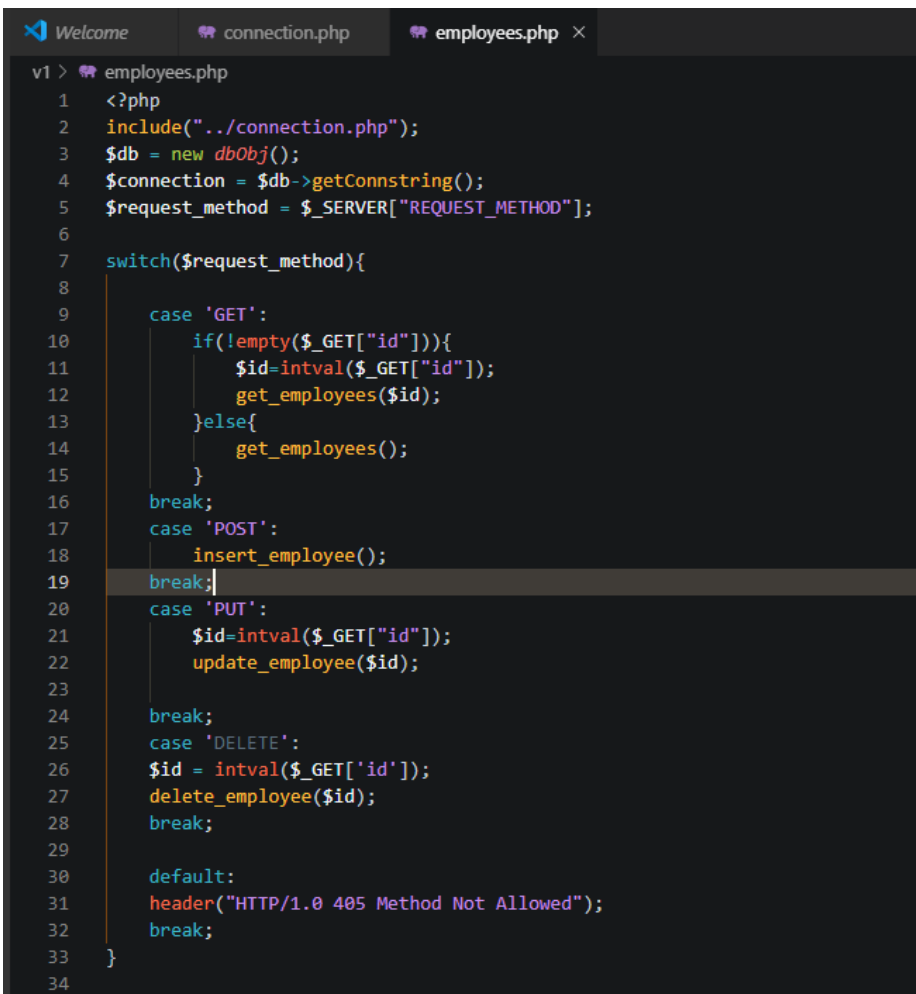 Welcome connection.php employees.php ×
v1 > employees.php
1 <?php
2 include("../connection.php");
3 $db = new dbObj();
4 $connection = $db->getConnstring();
5 $request_method = $_SERVER["REQUEST_METHOD"];
6
7 switch($request_method){
8
9     case 'GET':
10         if(!empty($_GET["id"])){
11             $id=intval($_GET["id"]);
12             get_employees($id);
13         }else{
14             get_employees();
15         }
16     break;
17     case 'POST':
18         insert_employee();
19     break;
20     case 'PUT':
21         $id=intval($_GET["id"]);
22         update_employee($id);
23
24     break;
25     case 'DELETE':
26     $id = intval($_GET['id']);
27     delete_employee($id);
28     break;
29
30     default:
31     header("HTTP/1.0 405 Method Not Allowed");
32     break;
33 }
34